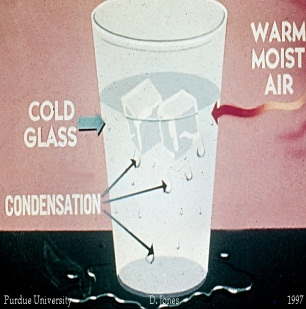 WARM
MOIST
AIR
COLD
GLASS
CONDENSATION
Purdue University
D. Jones
1997